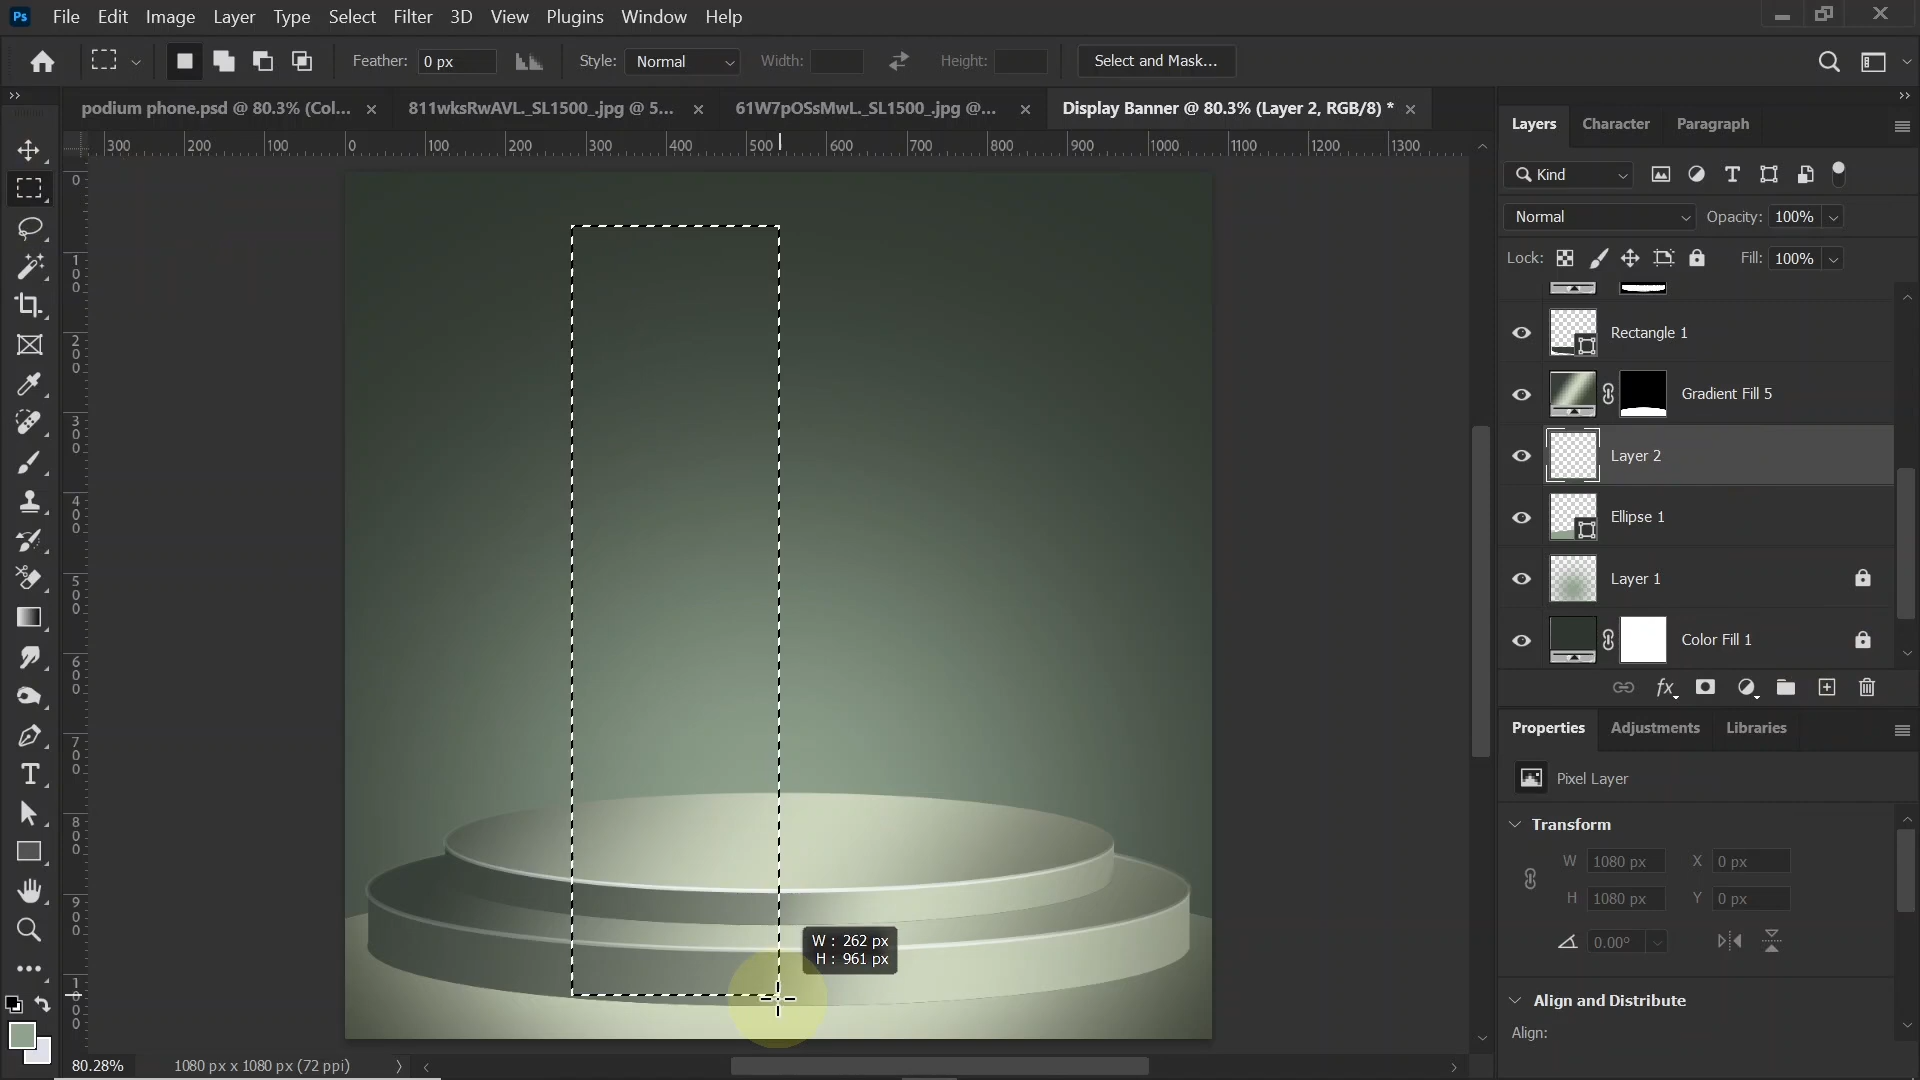 Ps File Edit Image Layer Type Select Filter 3D View Plugins Window Help
Feather: 0 px Style: Normal Width: Height: Select and Mask...
podium phone.psd @ 80.3% (Col... × 811wksRwAVL._SL1500_.jpg @ 5... × 61W7pOSsMwL._SL1500_.jpg @... × Display Banner @ 80.3% (Layer 2, RGB/8) * ×
300 200 100 0 100 200 300 400 500 600 700 800 900 1000 1100 1200 1300
0
100
200
300
400
500
600
700
800
900
1000
W : 262 px
H : 961 px
80.28% 1080 px x 1080 px (72 ppi)
Layers Character Paragraph
Kind
Normal Opacity: 100%
Lock: Fill: 100%
Rectangle 1
Gradient Fill 5
Layer 2
Ellipse 1
Layer 1
Color Fill 1
fx
Properties Adjustments Libraries
Pixel Layer
Transform
W 1080 px X 0 px
H 1080 px Y 0 px
0.00°
Align and Distribute
Align: